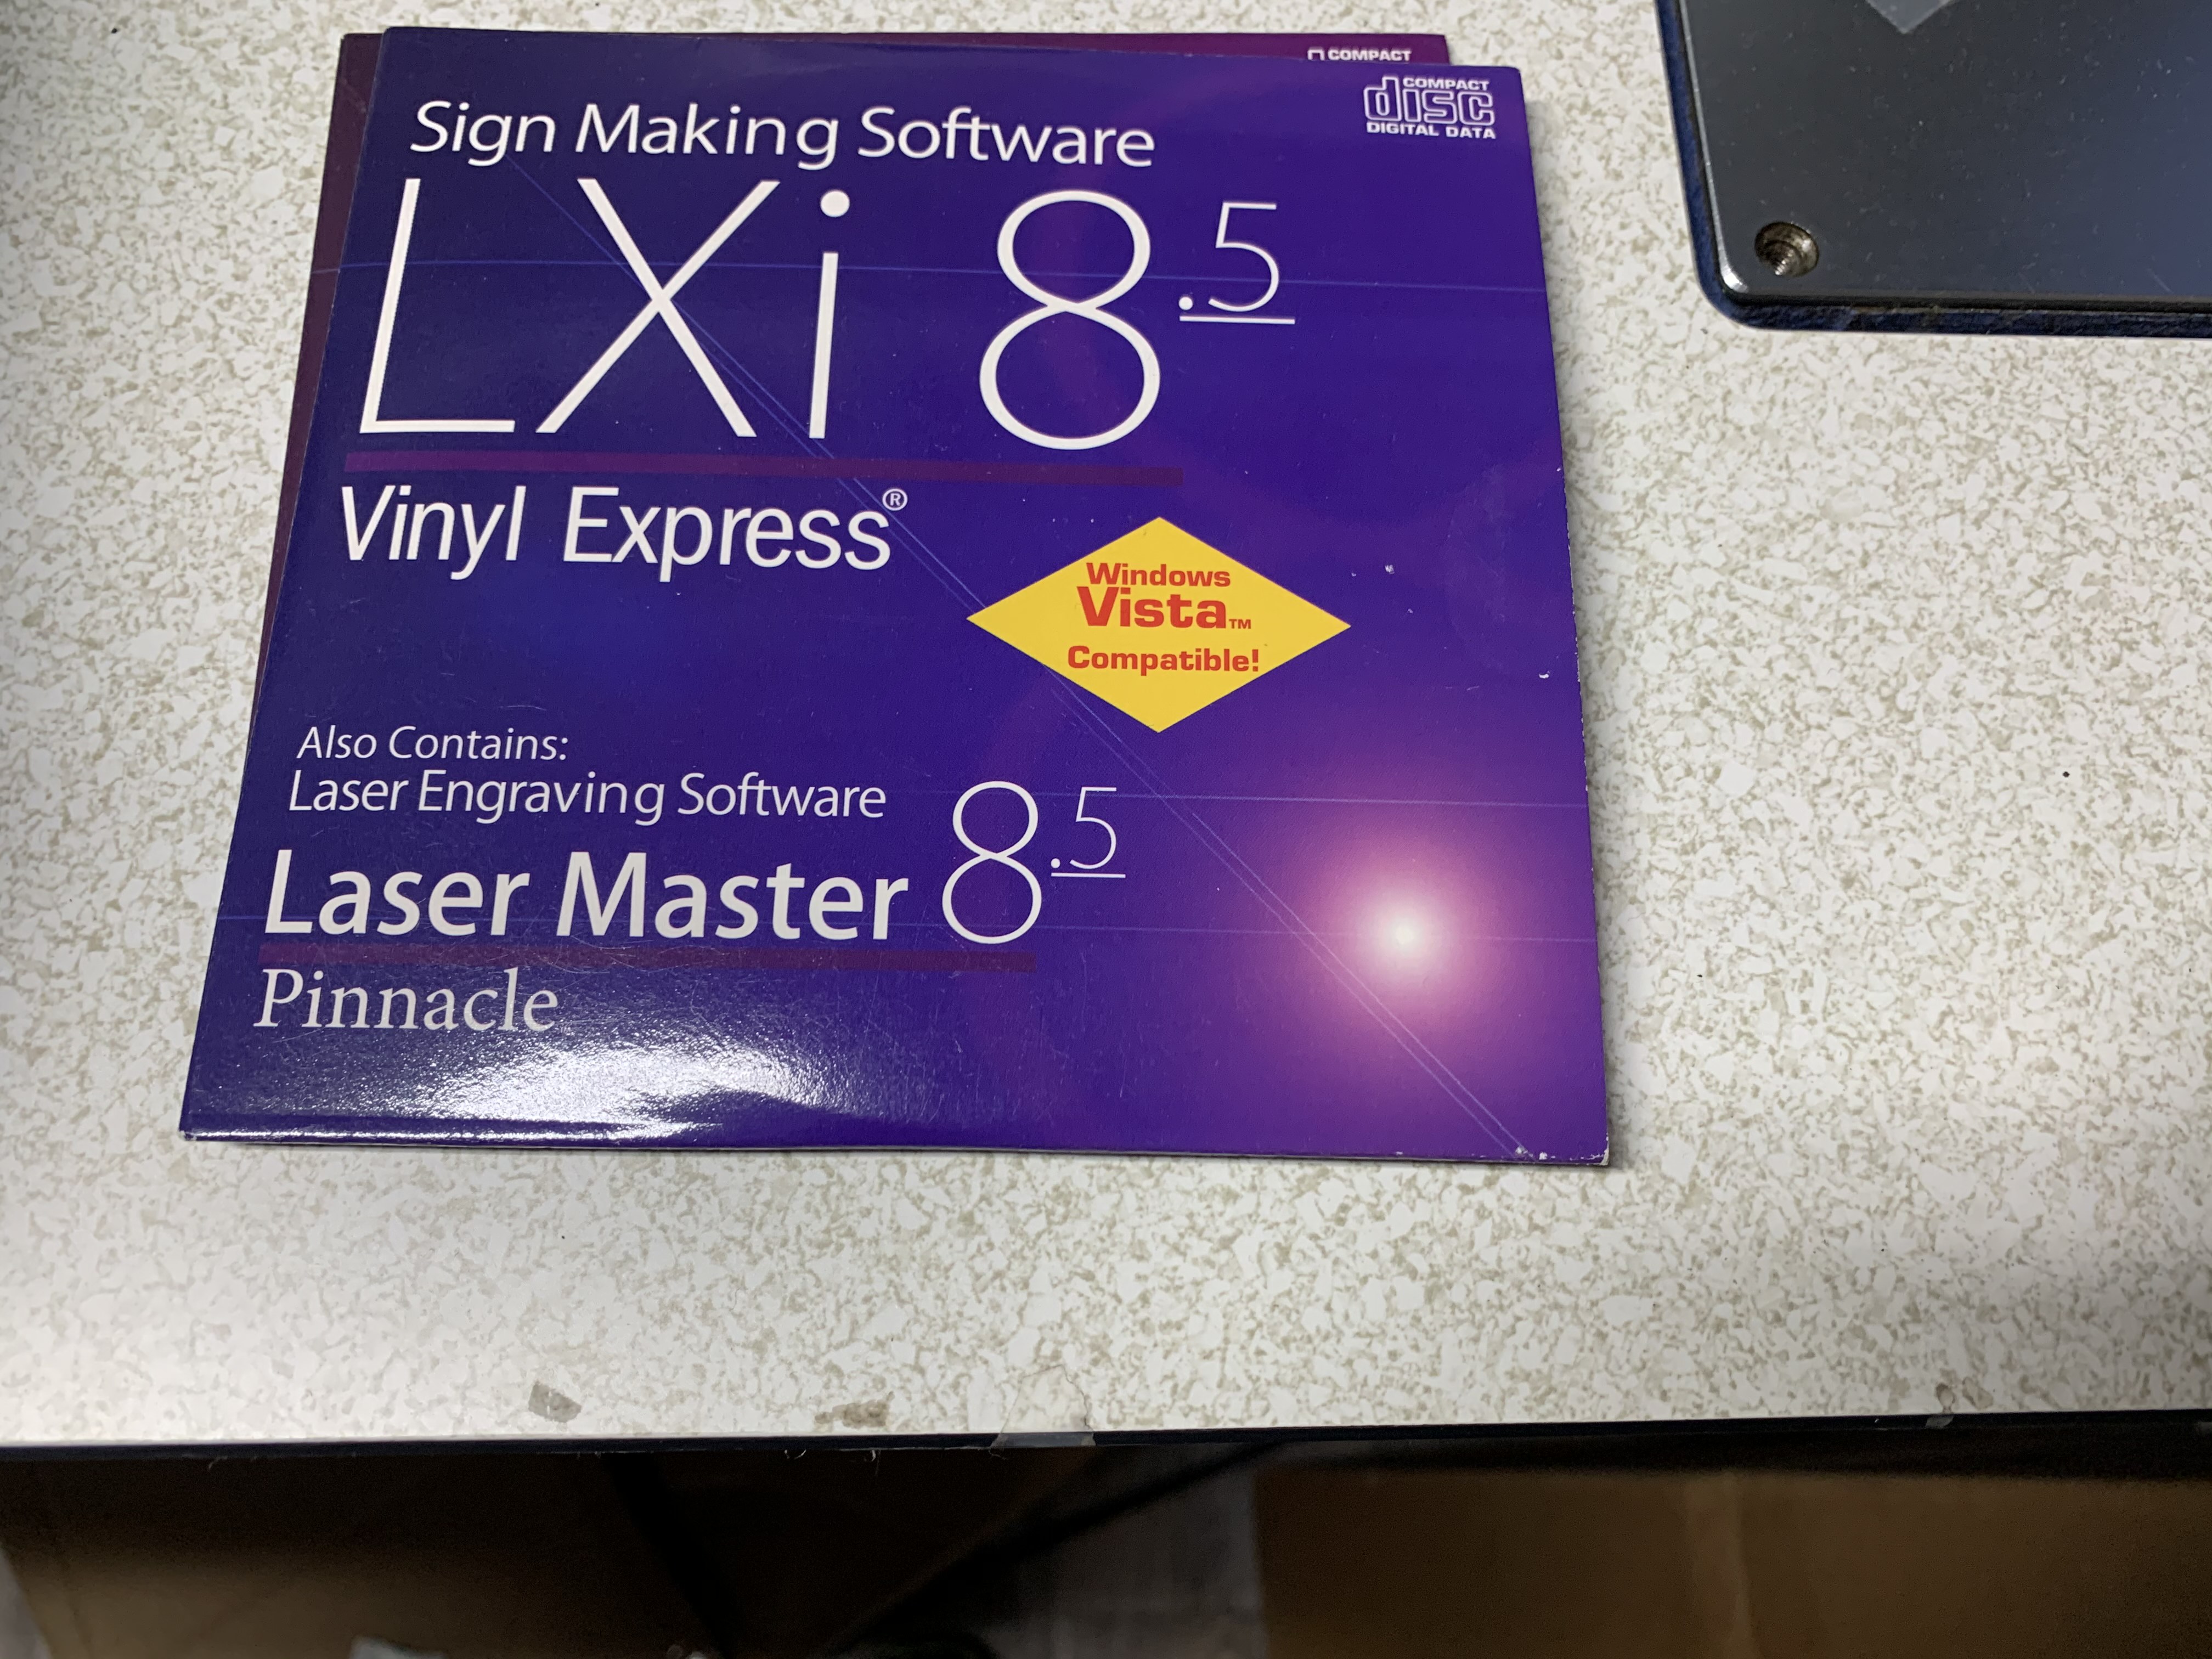 COMPACT
COMPACT
disc
DIGITAL DATA
Sign Making Software
LXi 8.5
Vinyl Express®
Windows
Vista™
Compatible!
Also Contains:
Laser Engraving Software
Laser Master 8.5
Pinnacle